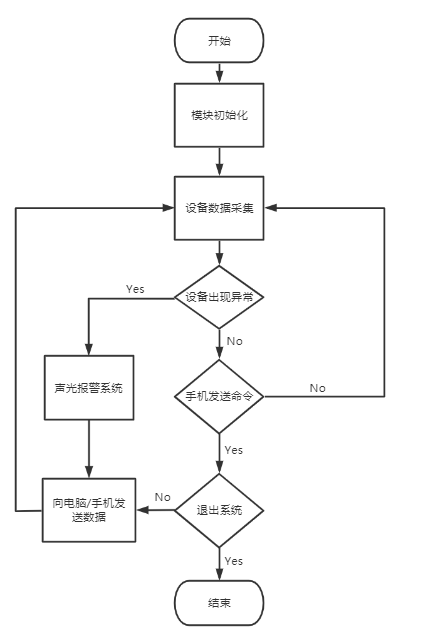 开始
模块初始化
设备数据采集
设备出现异常
Yes
No
声光报警系统
手机发送命令
No
Yes
向电脑/手机发
送数据
No
退出系统
Yes
结束